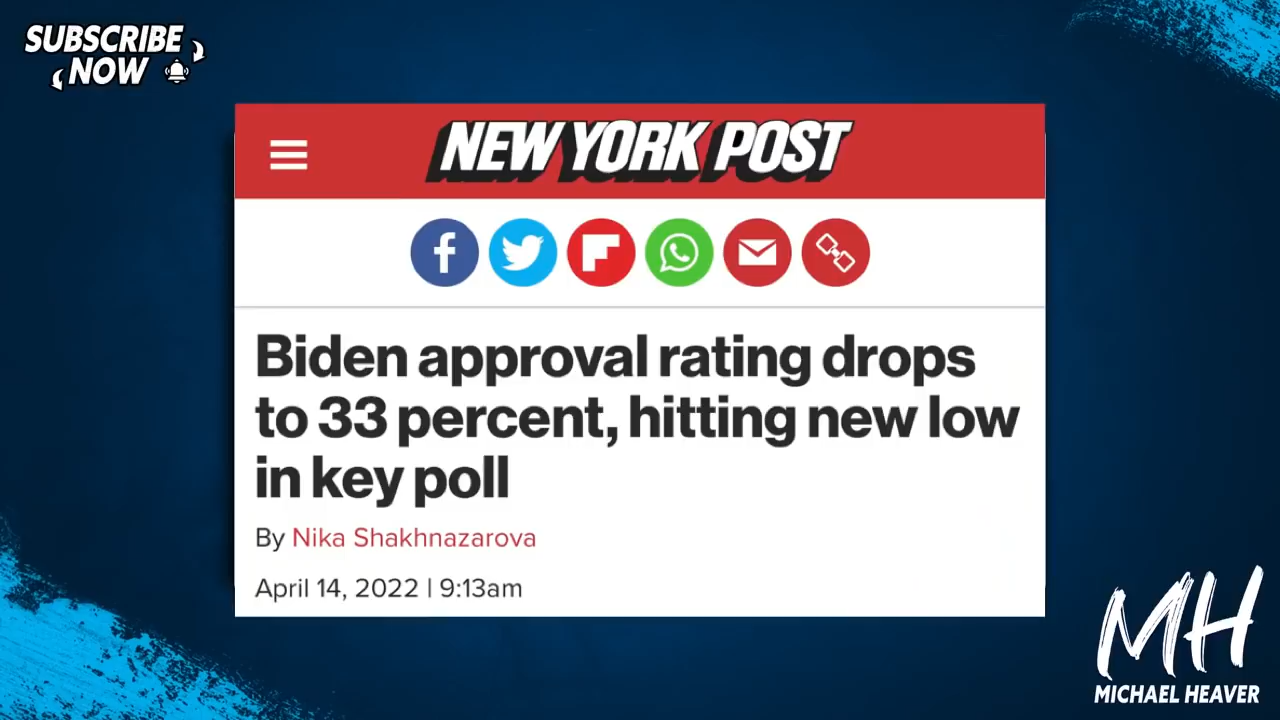 SUBSCRIBE
NOW
NEW YORK POST
Biden approval rating drops
to 33 percent, hitting new low
in key poll
By Nika Shakhnazarova
April 14, 2022 | 9:13am
MH
MICHAEL HEAVER